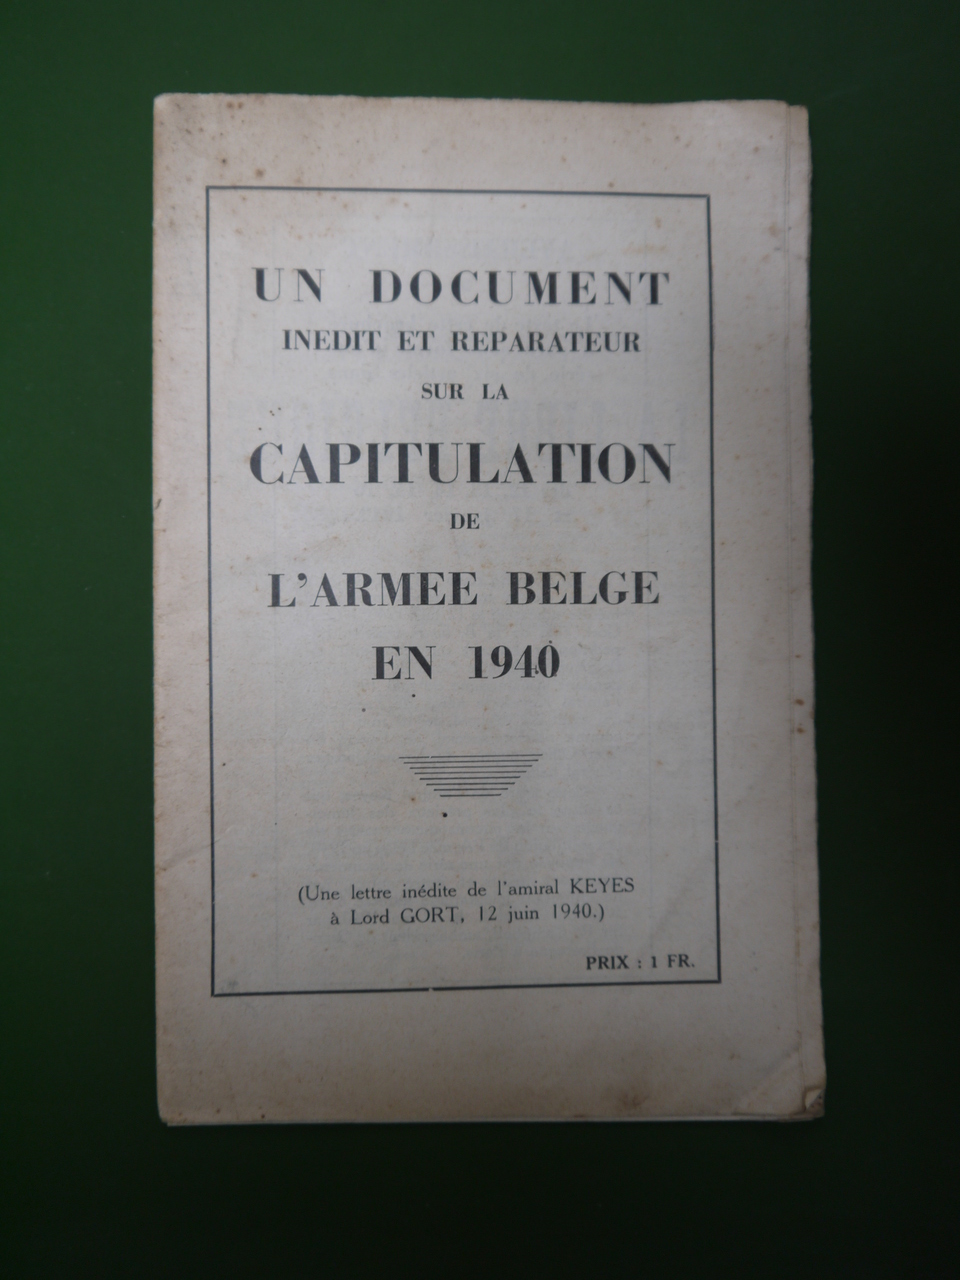 UN DOCUMENT
INEDIT ET REPARATEUR
SUR LA
CAPITULATION
DE
L'ARMEE BELGE
EN 1940
(Une lettre inédite de l'amiral KEYES
à Lord GORT, 12 juin 1940.)
PRIX : 1 FR.